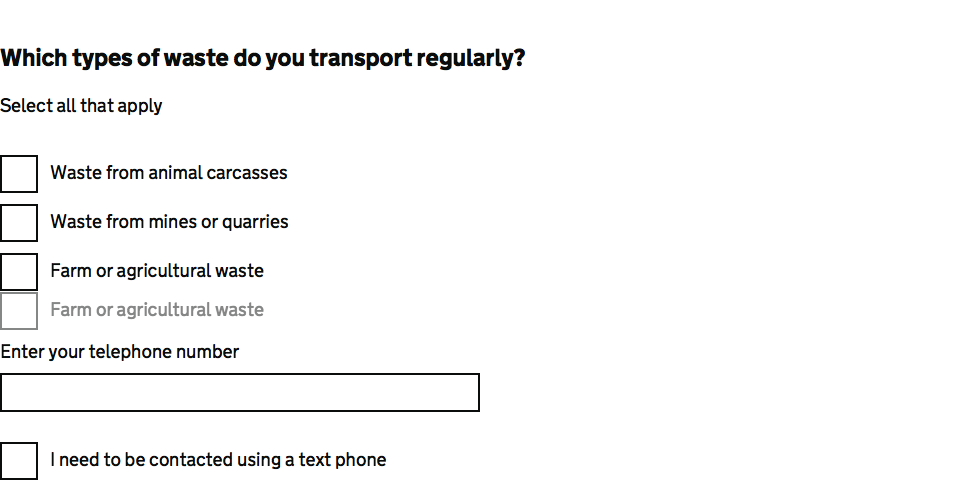 Which types of waste do you transport regularly?
Select all that apply
Waste from animal carcasses
Waste from mines or quarries
Farm or agricultural waste
Farm or agricultural waste
Enter your telephone number
I need to be contacted using a text phone